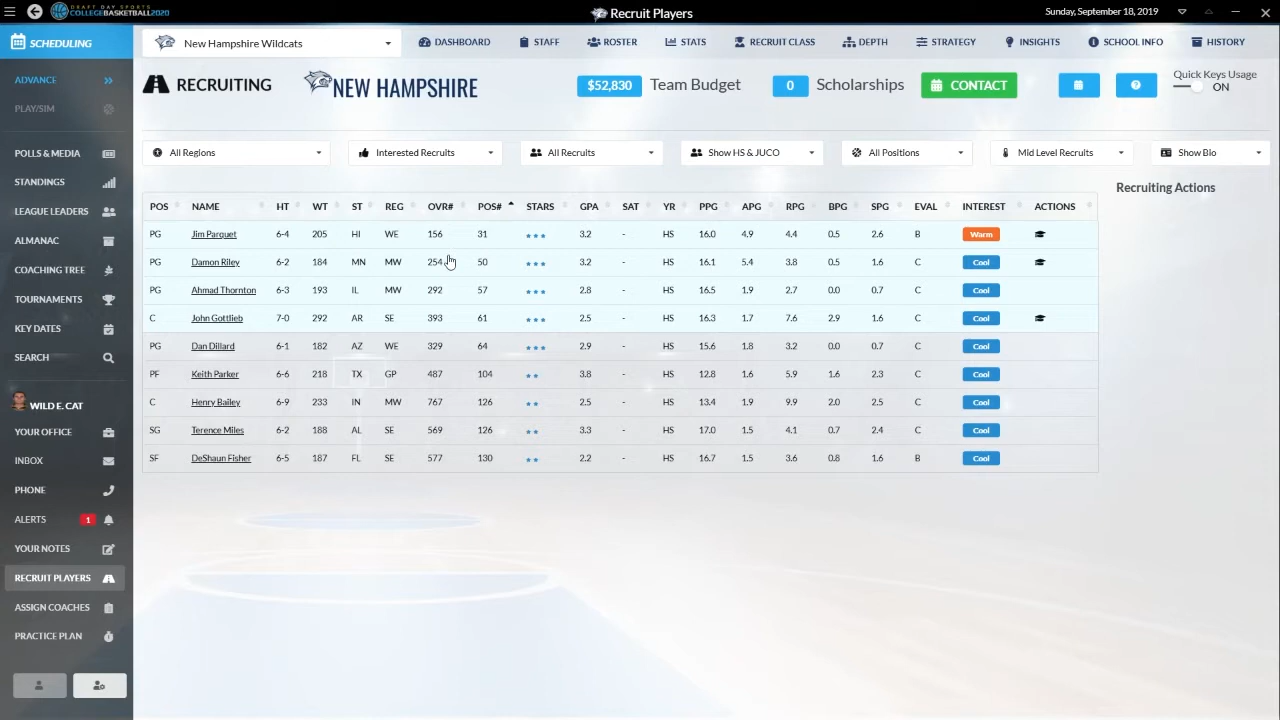 DRAFT DAY SPORTS
COLLEGE BASKETBALL 2020
Recruit Players
Sunday, September 18, 2019
SCHEDULING
New Hampshire Wildcats
DASHBOARD
STAFF
ROSTER
STATS
RECRUIT CLASS
DEPTH
STRATEGY
INSIGHTS
SCHOOL INFO
HISTORY
ADVANCE
PLAY/SIM
POLLS & MEDIA
STANDINGS
LEAGUE LEADERS
ALMANAC
COACHING TREE
TOURNAMENTS
KEY DATES
SEARCH
WILD E. CAT
YOUR OFFICE
INBOX
PHONE
ALERTS 1
YOUR NOTES
RECRUIT PLAYERS
ASSIGN COACHES
PRACTICE PLAN
RECRUITING
NEW HAMPSHIRE
$52,830 Team Budget
0 Scholarships
CONTACT
Quick Keys Usage
ON
All Regions
Interested Recruits
All Recruits
Show HS & JUCO
All Positions
Mid Level Recruits
Show Bio
Recruiting Actions
POS NAME HT WT ST REG OVR# POS# STARS GPA SAT YR PPG APG RPG BPG SPG EVAL INTEREST ACTIONS
PG Jim Parquet 6-4 205 HI WE 156 31 ★★★ 3.2 - HS 16.0 4.9 4.4 0.5 2.6 B Warm
PG Damon Riley 6-2 184 MN MW 254 50 ★★★ 3.2 - HS 16.1 5.4 3.8 0.5 1.6 C Cool
PG Ahmad Thornton 6-3 193 IL MW 292 57 ★★★ 2.8 - HS 16.5 1.9 2.7 0.0 0.7 C Cool
C John Gottlieb 7-0 292 AR SE 393 61 ★★★ 2.5 - HS 16.3 1.7 7.6 2.9 1.6 C Cool
PG Dan Dillard 6-1 182 AZ WE 329 64 ★★★ 2.9 - HS 15.6 1.8 3.2 0.0 0.7 C Cool
PF Keith Parker 6-6 218 TX GP 487 104 ★★ 3.8 - HS 12.8 1.6 5.9 1.6 2.3 C Cool
C Henry Bailey 6-9 233 IN MW 767 126 ★★ 2.5 - HS 13.4 1.9 9.9 2.0 2.5 C Cool
SG Terence Miles 6-2 188 AL SE 569 126 ★★ 3.3 - HS 17.0 1.5 4.1 0.7 2.4 C Cool
SF DeShaun Fisher 6-5 187 FL SE 577 130 ★★ 2.2 - HS 16.7 1.5 3.6 0.8 1.6 B Cool